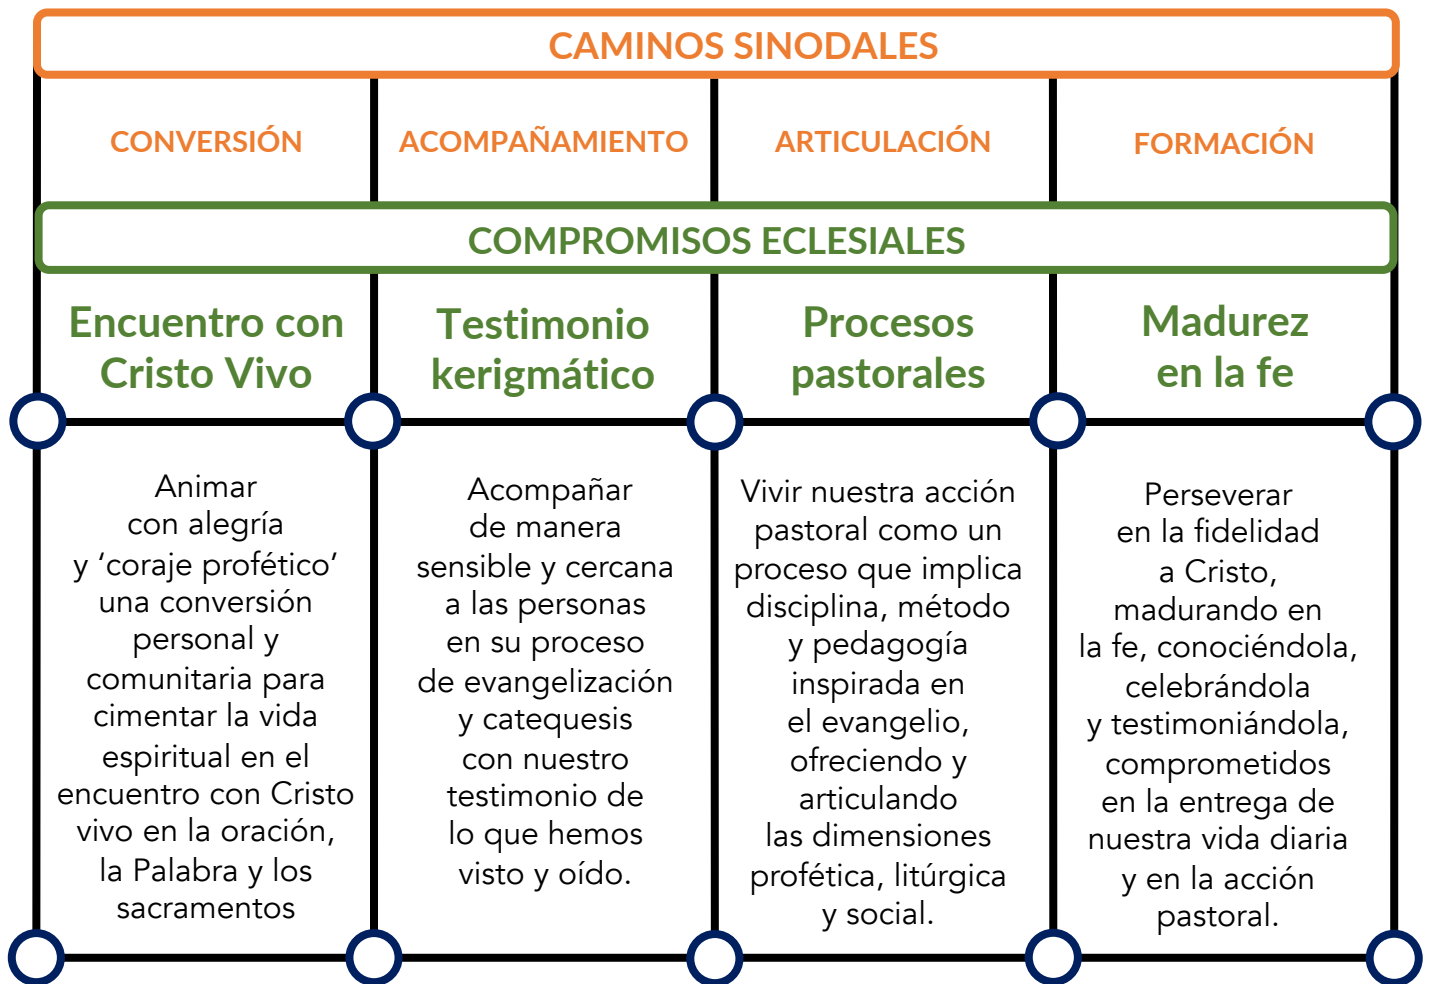 CAMINOS SINODALES
CONVERSIÓN
ACOMPAÑAMIENTO
ARTICULACIÓN
FORMACIÓN
COMPROMISOS ECLESIALES
Encuentro con
Cristo Vivo
Testimonio
kerigmático
Procesos
pastorales
Madurez
en la fe
Animar
con alegría
y ‘coraje profético’
una conversión
personal y
comunitaria para
cimentar la vida
espiritual en el
encuentro con Cristo
vivo en la oración,
la Palabra y los
sacramentos
Acompañar
de manera
sensible y cercana
a las personas
en su proceso
de evangelización
y catequesis
con nuestro
testimonio de
lo que hemos
visto y oído.
Vivir nuestra acción
pastoral como un
proceso que implica
disciplina, método
y pedagogía
inspirada en
el evangelio,
ofreciendo y
articulando
las dimensiones
profética, litúrgica
y social.
Perseverar
en la fidelidad
a Cristo,
madurando en
la fe, conociéndola,
celebrándola
y testimoniándola,
comprometidos
en la entrega de
nuestra vida diaria
y en la acción
pastoral.